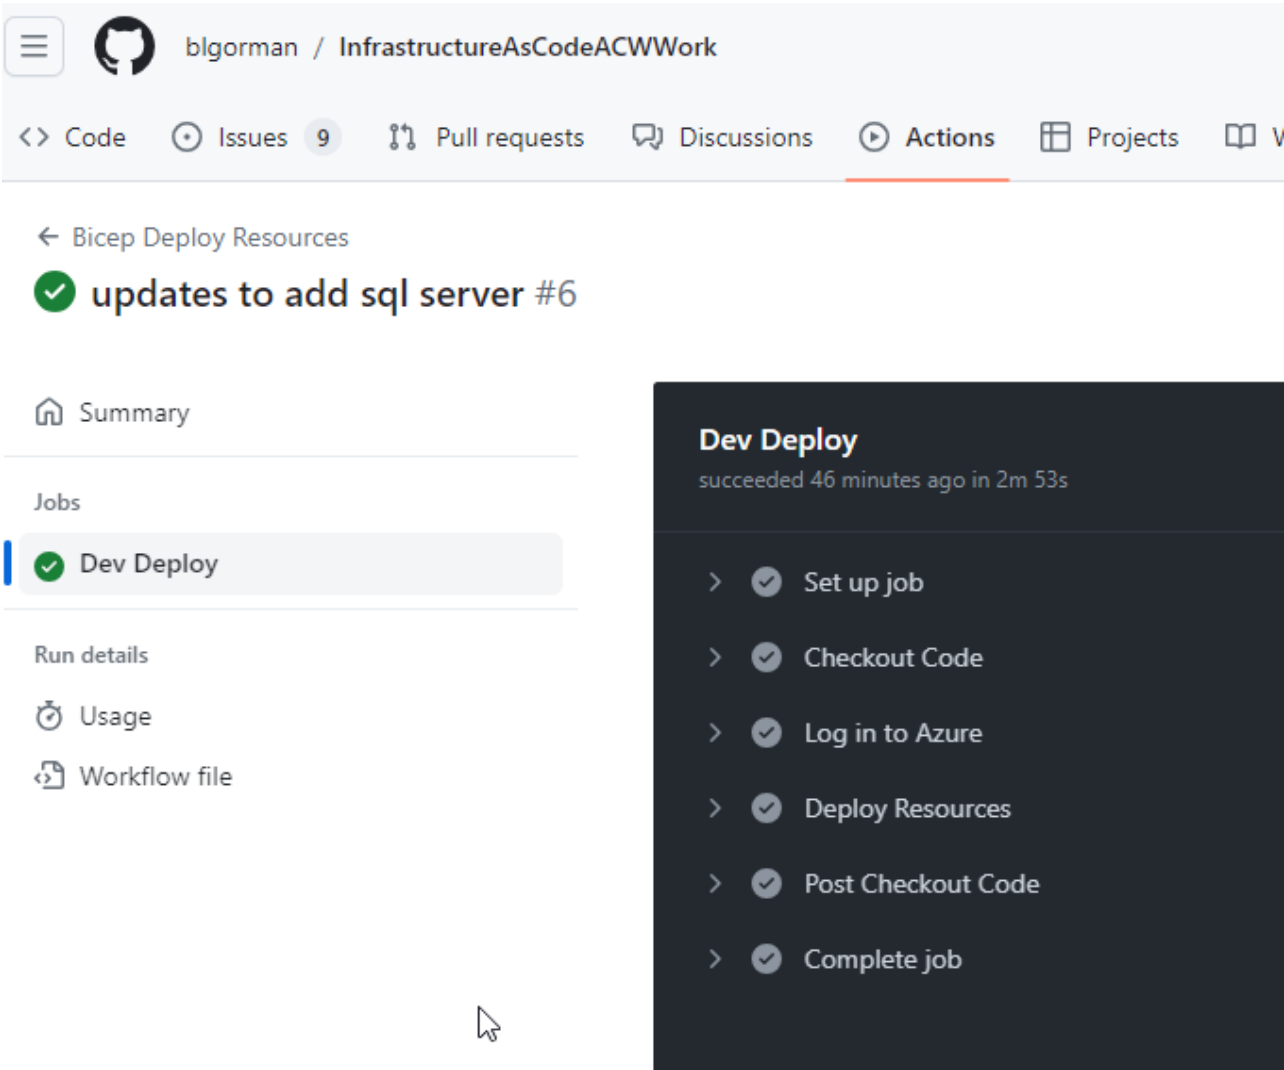 blgorman / InfrastructureAsCodeACWWork
Code Issues 9 Pull requests Discussions Actions Projects
Bicep Deploy Resources
updates to add sql server #6
Summary
Jobs
Dev Deploy
Run details
Usage
Workflow file
Dev Deploy
succeeded 46 minutes ago in 2m 53s
Set up job
Checkout Code
Log in to Azure
Deploy Resources
Post Checkout Code
Complete job